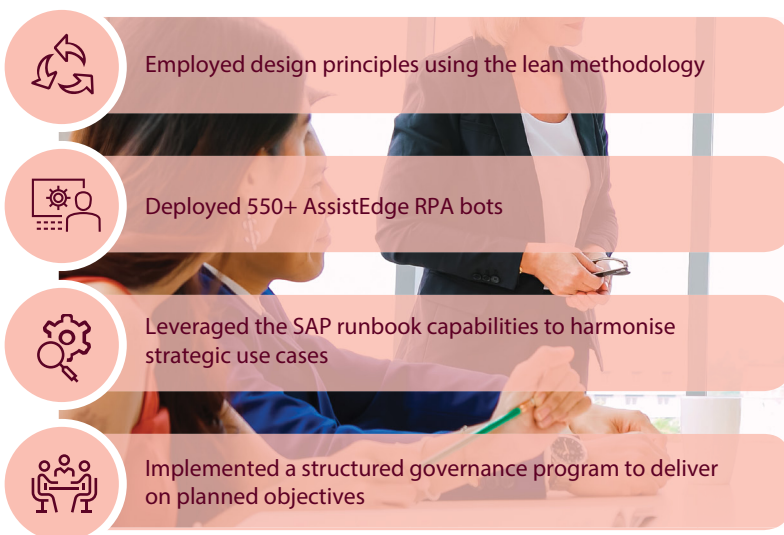 Employed design principles using the lean methodology
Deployed 550+ AssistEdge RPA bots
Leveraged the SAP runbook capabilities to harmonise
strategic use cases
Implemented a structured governance program to deliver
on planned objectives